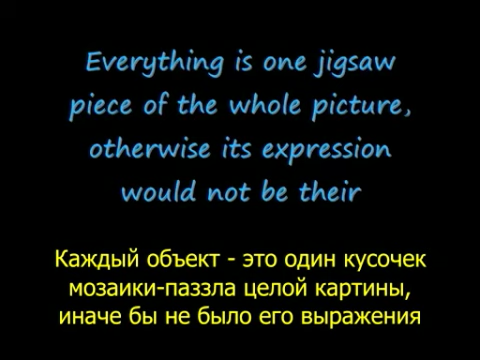 Everything is one jigsaw
piece of the whole picture,
otherwise its expression
would not be their
Каждый объект - это один кусочек
мозаики-паззла целой картины,
иначе бы не было его выражения